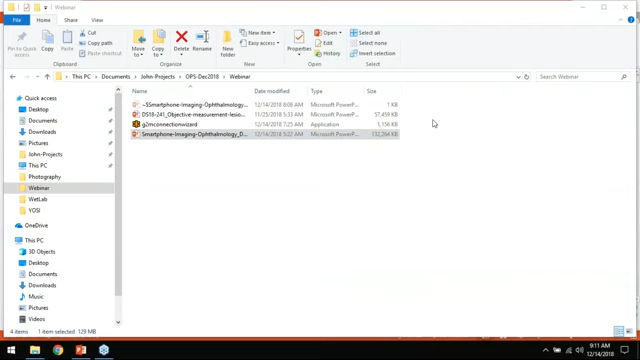 Webinar
File
Home
Share
View
Pin to Quick access
Copy
Paste
Cut
Copy path
Paste shortcut
Move to
Copy to
Delete
Rename
New folder
New item
Easy access
Properties
Open
Edit
History
Select all
Select none
Invert selection
Clipboard
Organize
New
Open
Select
This PC > Documents > John-Projects > OPS-Dec2018 > Webinar
Search Webinar
Name Date modified Type Size
~$Smartphone-Imaging-Ophthalmology... 12/14/2018 8:08 AM Microsoft PowerP... 1 KB
DS18-241_Objective-measurement-lesio... 11/25/2018 5:33 AM Microsoft PowerP... 57,459 KB
g2mconnectionwizard 12/14/2018 7:25 AM Application 1,156 KB
Smartphone-Imaging-Ophthalmology_D... 12/14/2018 5:22 AM Microsoft PowerP... 132,264 KB
Quick access
Desktop
Documents
Downloads
Pictures
John-Projects
This PC
Photography
Webinar
WetLab
YOSI
OneDrive
This PC
3D Objects
Desktop
Documents
Downloads
Music
Pictures
Videos
4 items 1 item selected 129 MB
9:11 AM
12/14/2018